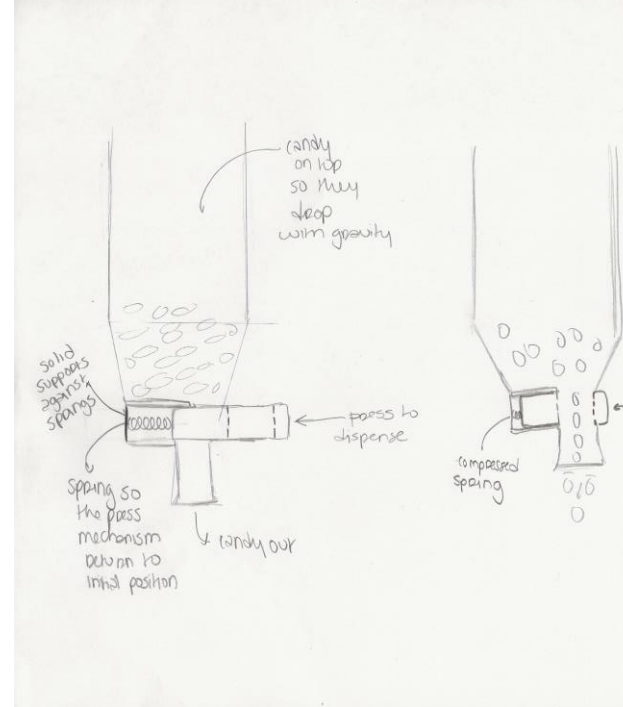 candy
on top
so they
drop
with gravity
solid
supports
against
springs
press to
dispense
spring so
the press
mechanism
return to
initial position
candy out
compressed
spring